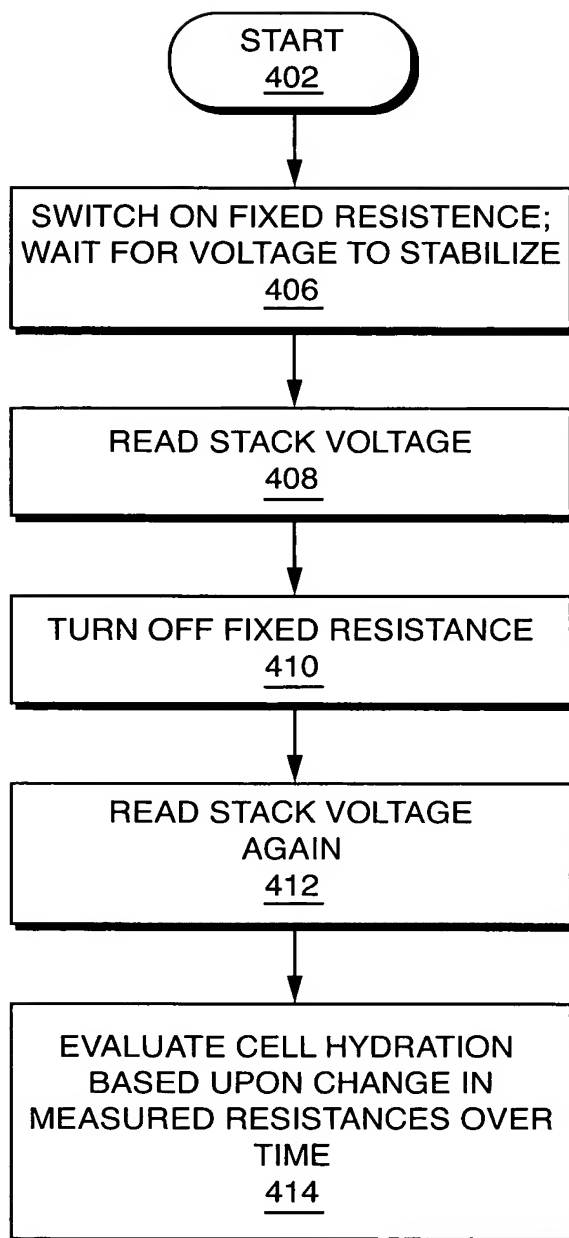 START
402
SWITCH ON FIXED RESISTENCE;
WAIT FOR VOLTAGE TO STABILIZE
406
READ STACK VOLTAGE
408
TURN OFF FIXED RESISTANCE
410
READ STACK VOLTAGE
AGAIN
412
EVALUATE CELL HYDRATION
BASED UPON CHANGE IN
MEASURED RESISTANCES OVER
TIME
414